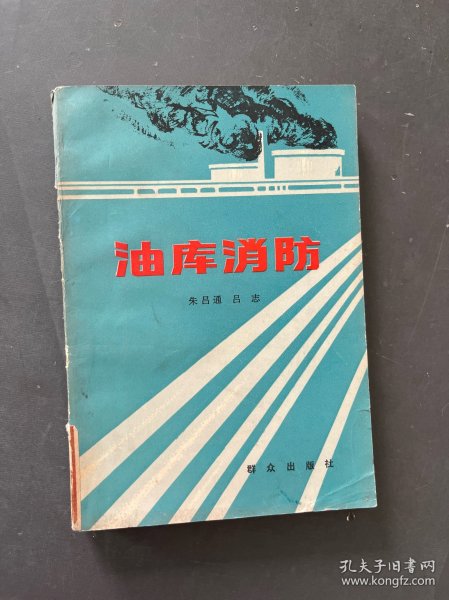 油库消防
朱吕通 吕志
群众出版社
孔夫子旧书网
www.kongfz.com